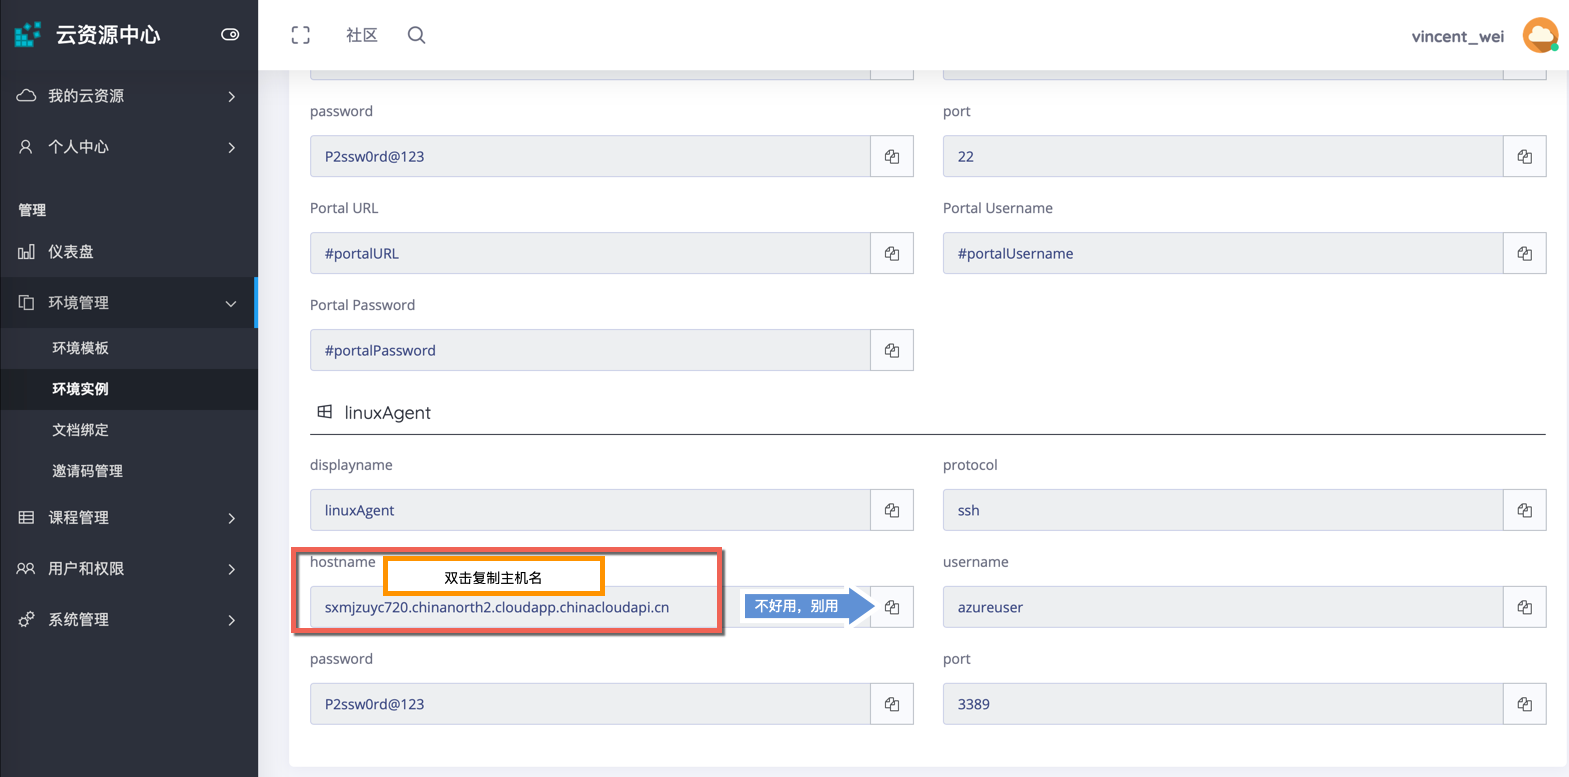 云资源中心
社区
vincent_wei
我的云资源
个人中心
管理
仪表盘
环境管理
环境模板
环境实例
文档绑定
邀请码管理
课程管理
用户和权限
系统管理
password
port
P2ssw0rd@123
22
Portal URL
Portal Username
#portalURL
#portalUsername
Portal Password
#portalPassword
linuxAgent
displayname
protocol
linuxAgent
ssh
hostname
双击复制主机名
username
sxmjzuyc720.chinanorth2.cloudapp.chinacloudapi.cn
不好用，别用
azureuser
password
port
P2ssw0rd@123
3389